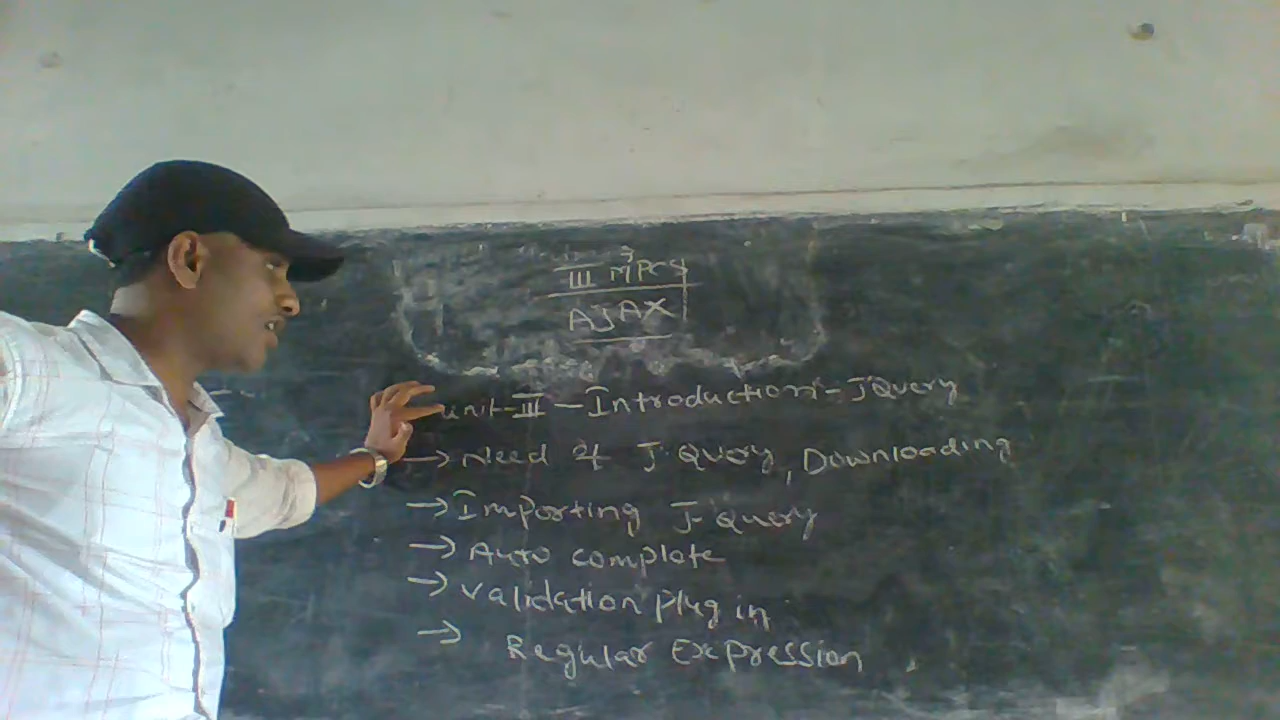 III MPCS
AJAX
unit-III - Introduction - JQuery
→ Need of J Query, Downloading
→ Importing J-Query
→ Auto complete
→ validation plug in
→ Regular Expression